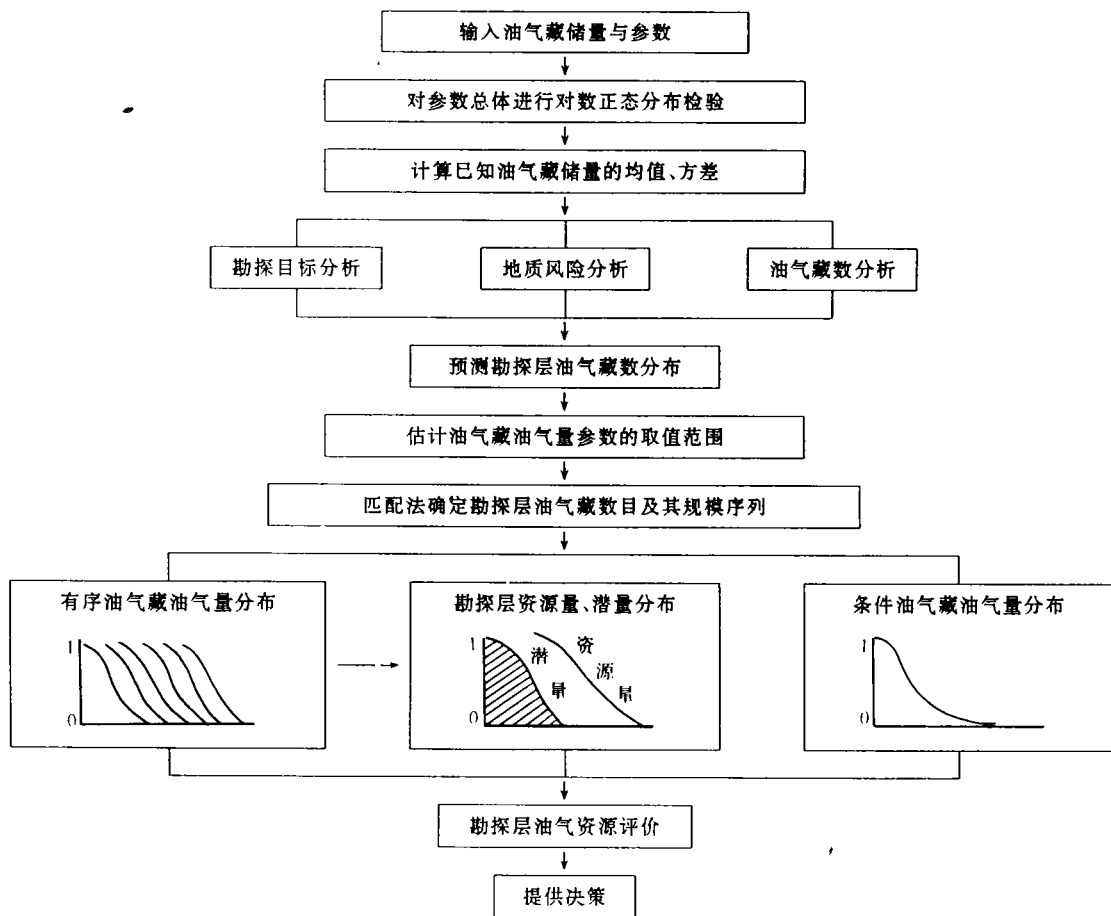 输入油气藏储量与参数
对参数总体进行对数正态分布检验
计算已知油气藏储量的均值、方差
勘探目标分析
地质风险分析
油气藏数分析
预测勘探层油气藏数分布
估计油气藏油气量参数的取值范围
匹配法确定勘探层油气藏数目及其规模序列
有序油气藏油气量分布
1
0
勘探层资源量、潜量分布
1
0
潜量
资源量
条件油气藏油气量分布
1
0
勘探层油气资源评价
提供决策